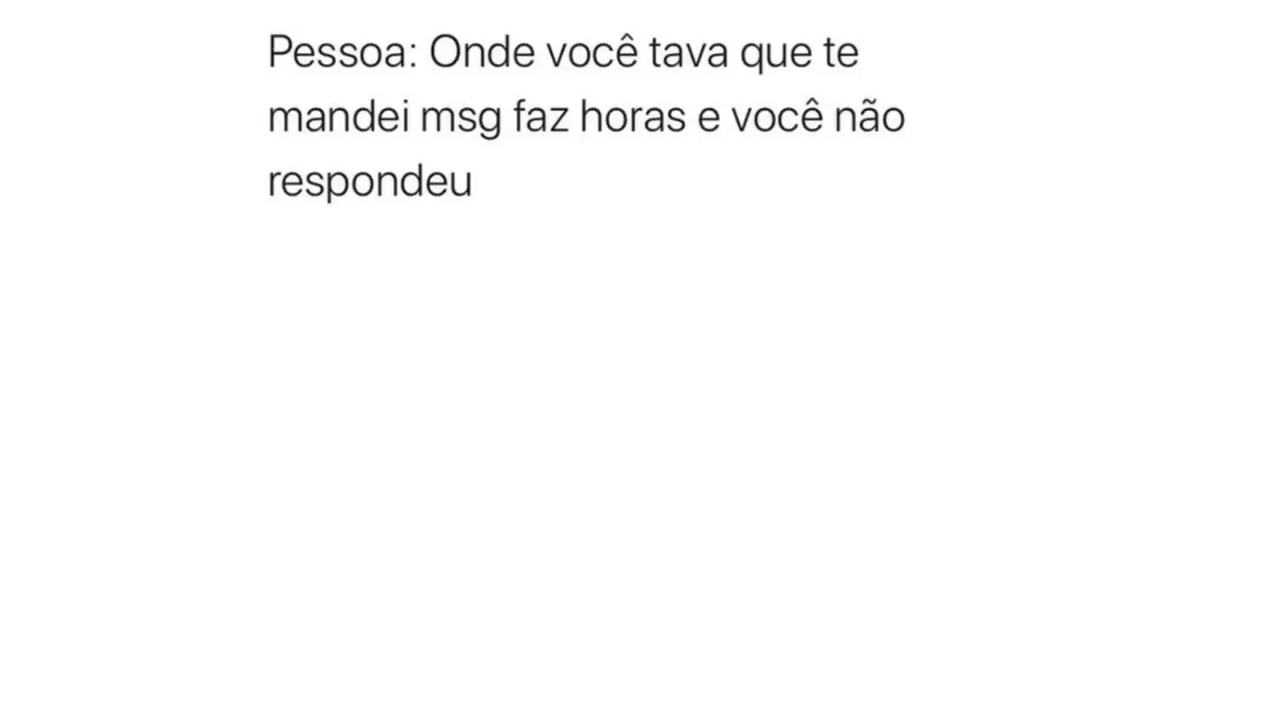 Pessoa: Onde você tava que te
mandei msg faz horas e você não
respondeu